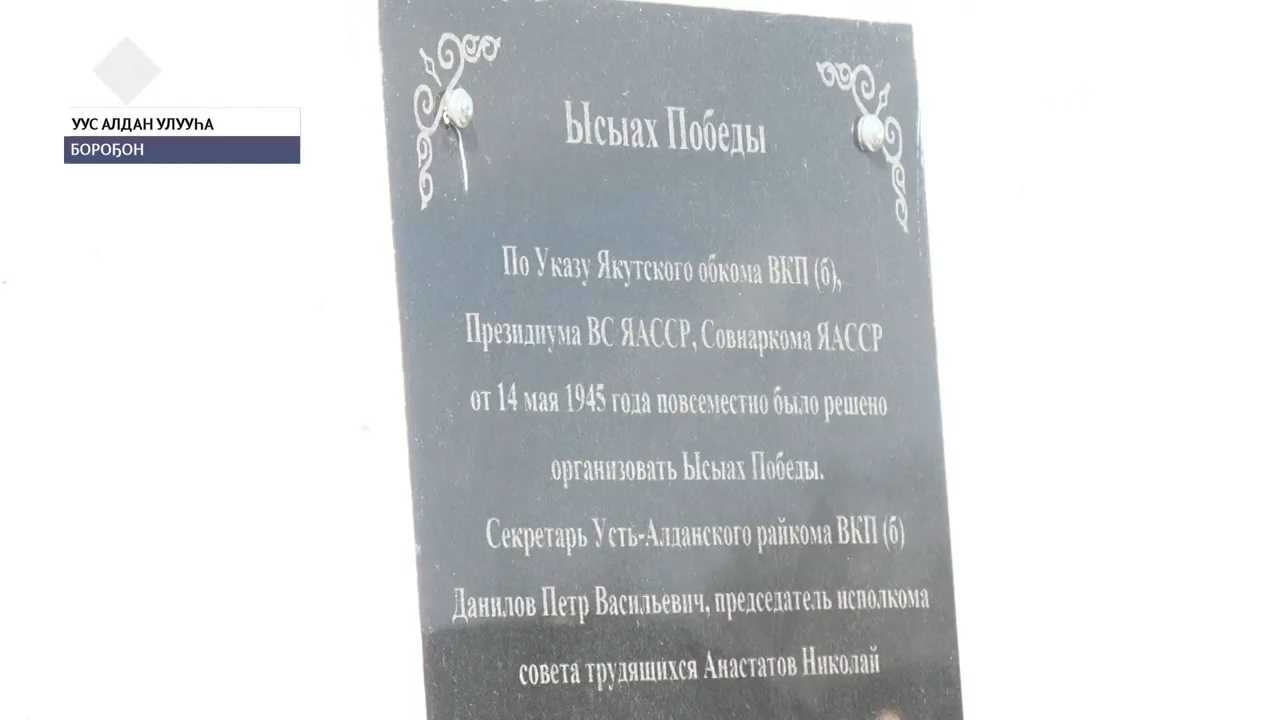 УУС АЛДАН УЛУУҺА
БОРОҔОН
Ысыах Победы
По Указу Якутского обкома ВКП (б),
Президиума ВС ЯАССР, Совнаркома ЯАССР
от 14 мая 1945 года повсеместно было решено
организовать Ысыах Победы.
Секретарь Усть-Алданского райкома ВКП (б)
Данилов Петр Васильевич, председатель исполкома
совета трудящихся Анастатов Николай